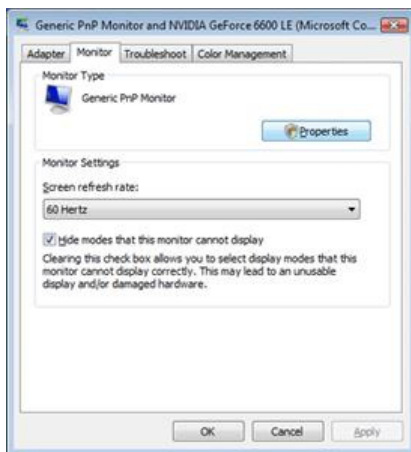 Generic PnP Monitor and NVIDIA GeForce 6600 LE (Microsoft Co...
Adapter Monitor Troubleshoot Color Management
Monitor Type
Generic PnP Monitor
Properties
Monitor Settings
Screen refresh rate:
60 Hertz
Hide modes that this monitor cannot display
Clearing this check box allows you to select display modes that this
monitor cannot display correctly. This may lead to an unusable
display and/or damaged hardware.
OK Cancel Apply